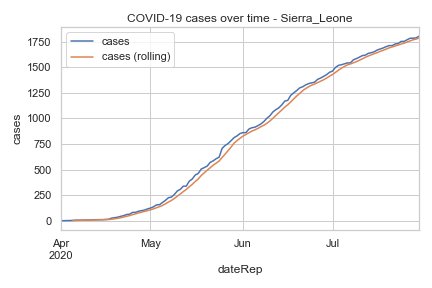 COVID-19 cases over time - Sierra_Leone
cases
cases (rolling)
1750
1500
1250
1000
750
500
250
0
cases
Apr May Jun Jul
2020
dateRep